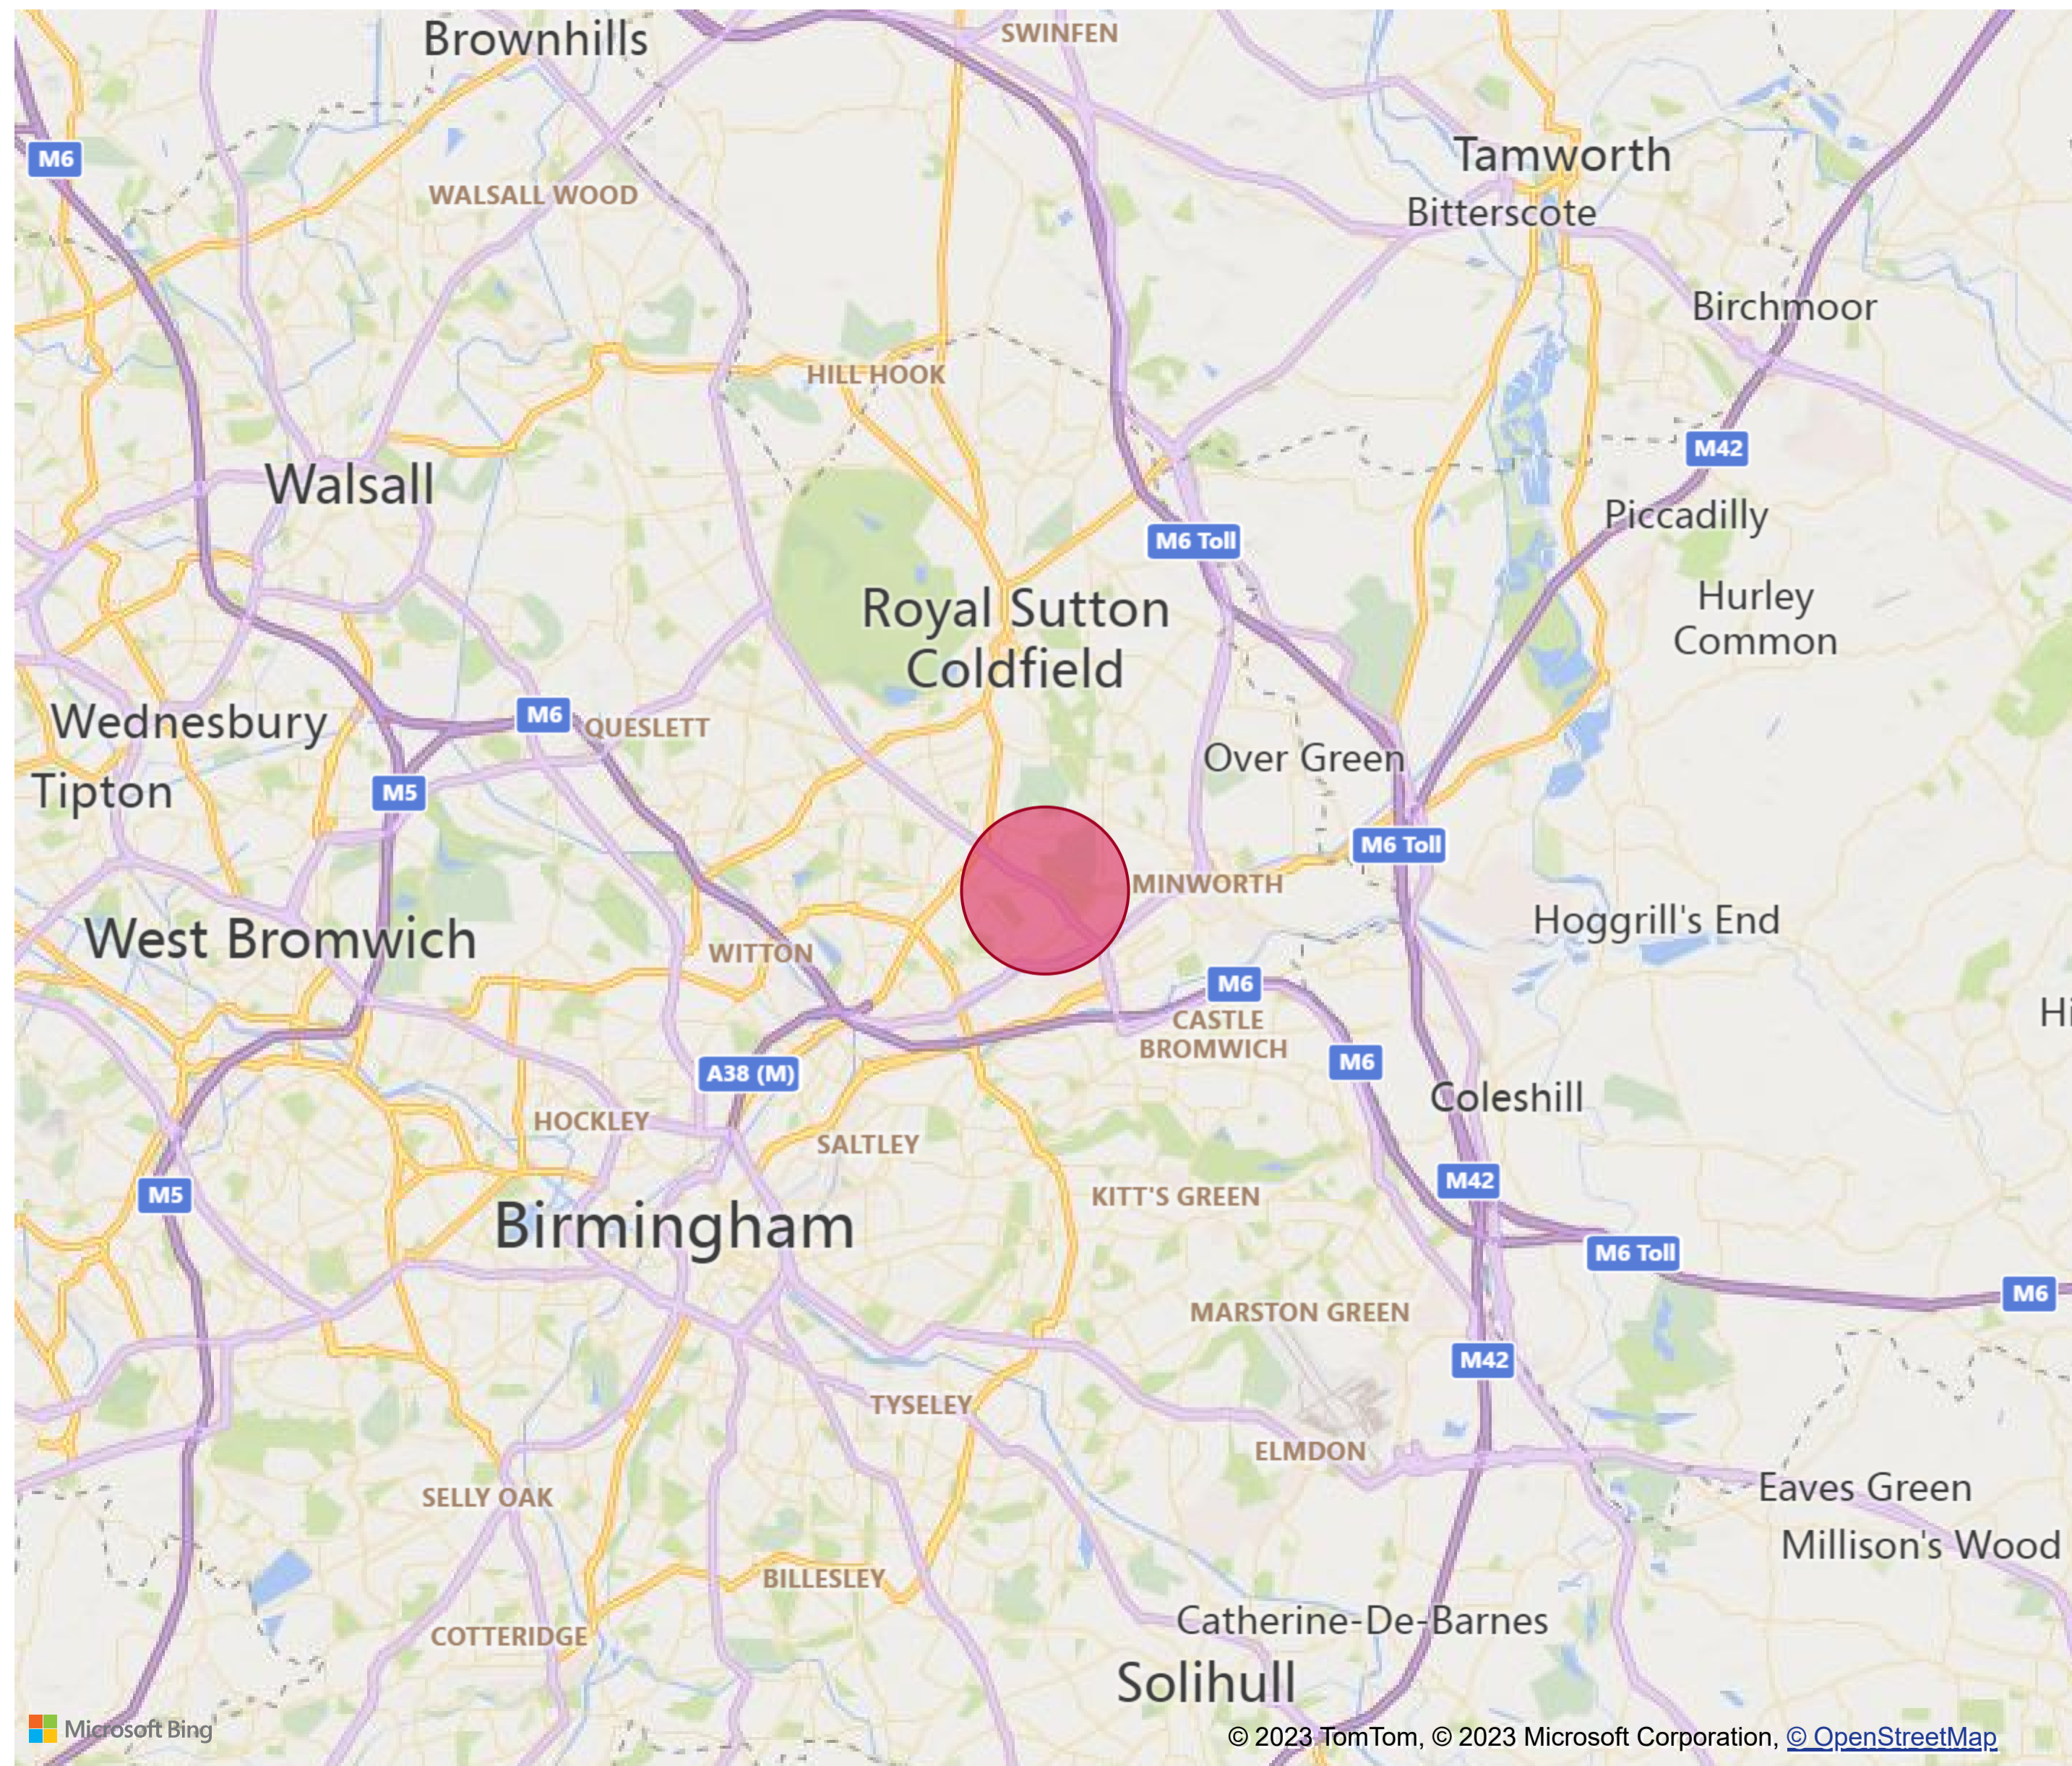 Brownhills
SWINFEN
M6
Tamworth
WALSALL WOOD
Bitterscote
Birchmoor
HILL HOOK
M42
Walsall
Piccadilly
M6 Toll
Royal Sutton
Coldfield
Hurley
Common
Wednesbury
M6
QUESLETT
Over Green
Tipton
M5
M6 Toll
MINWORTH
West Bromwich
Hoggrill's End
WITTON
M6
Hi
CASTLE
BROMWICH
A38 (M)
M6
Coleshill
HOCKLEY
SALTLEY
M42
M5
KITT'S GREEN
Birmingham
M6 Toll
M6
MARSTON GREEN
M42
TYSELEY
ELMDON
Eaves Green
SELLY OAK
Millison's Wood
BILLESLEY
Catherine-De-Barnes
COTTERIDGE
Solihull
Microsoft Bing
© 2023 TomTom, © 2023 Microsoft Corporation, © OpenStreetMap